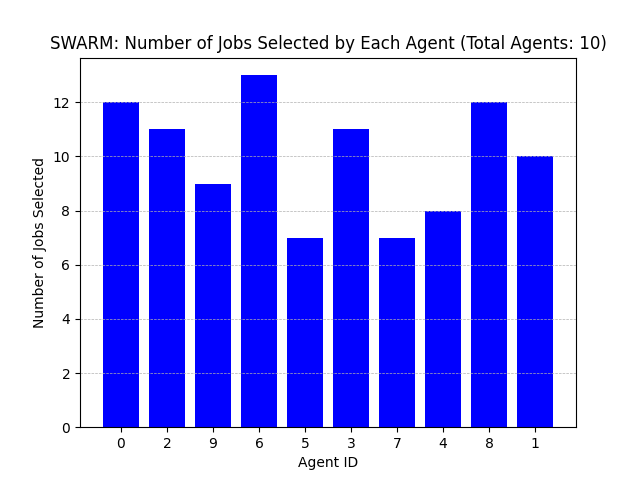 SWARM: Number of Jobs Selected by Each Agent (Total Agents: 10)
Number of Jobs Selected
12
10
8
6
4
2
0
0 2 9 6 5 3 7 4 8 1
Agent ID